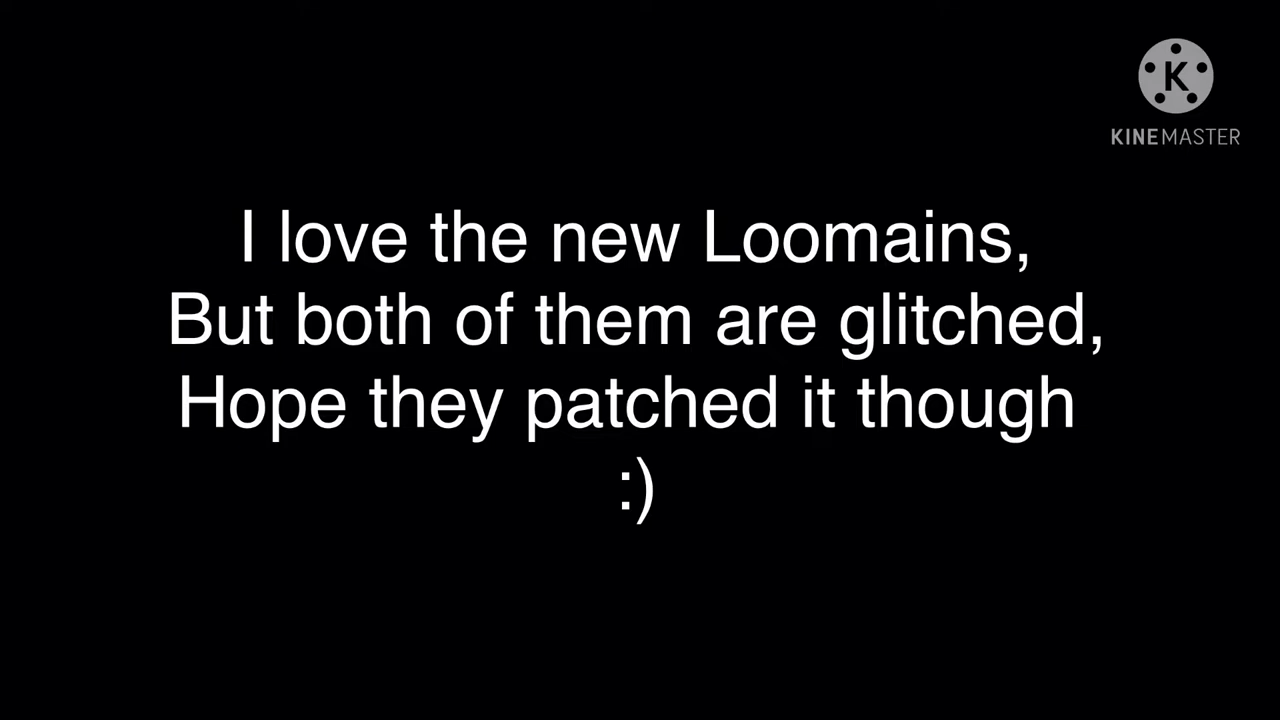 K
KINEMASTER
I love the new Loomains,
But both of them are glitched,
Hope they patched it though
:)